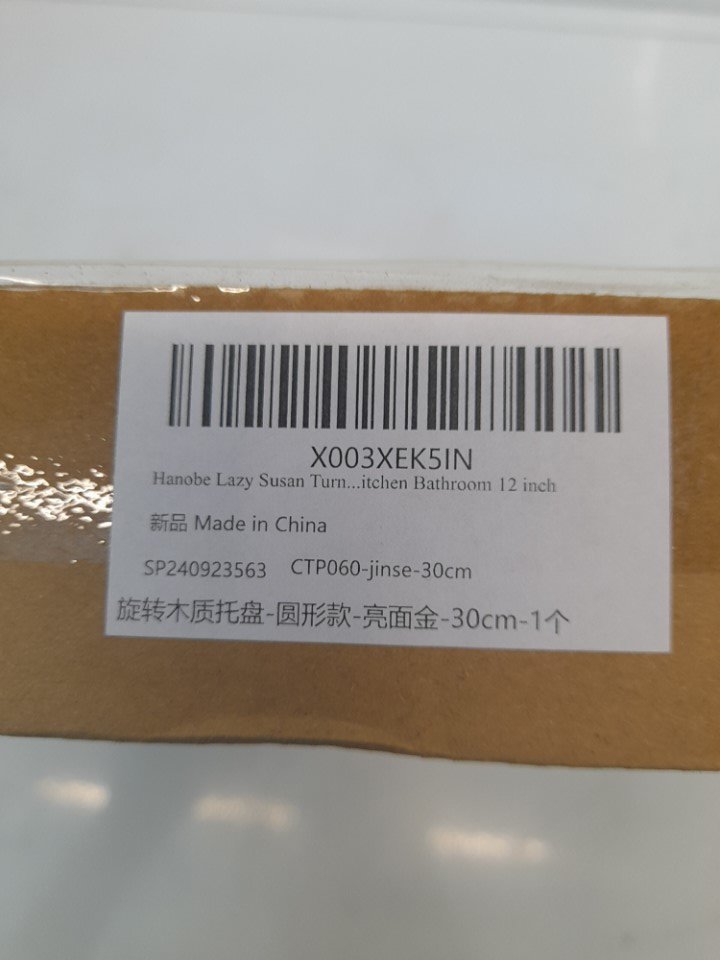 X003XEK5IN
Hanobe Lazy Susan Turn...itchen Bathroom 12 inch
新品 Made in China
SP240923563 CTP060-jinse-30cm
旋转木质托盘-圆形款-亮面金-30cm-1个